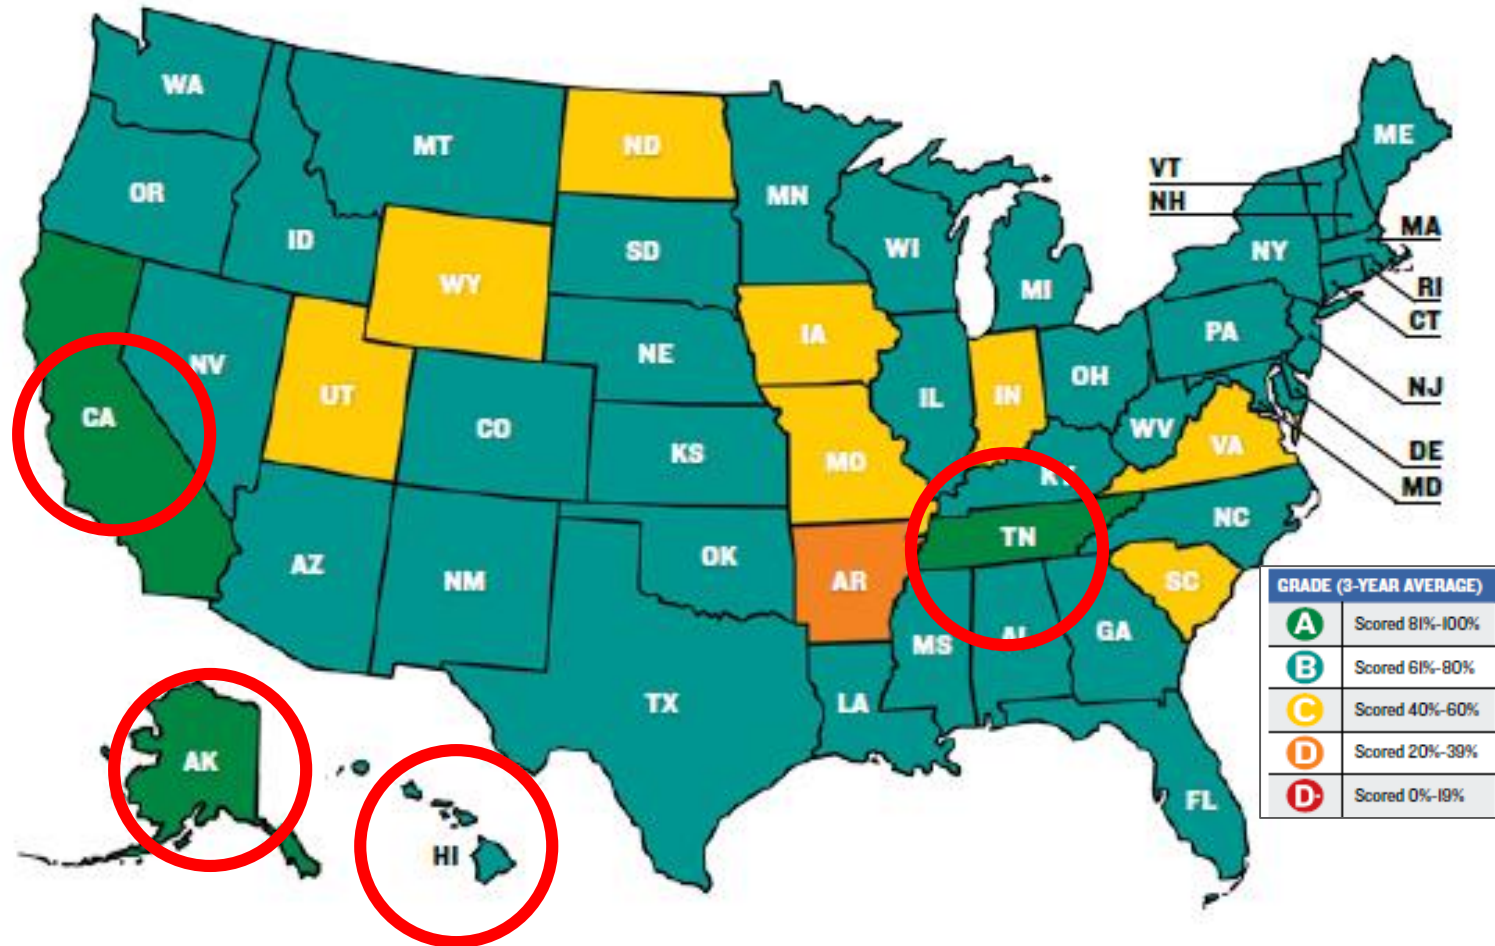 WA
MT
ND
ME
VT
OR
MN
NH
ID
SD
WI
NY
MA
WY
MI
RI
CT
IA
PA
NV
NE
OH
UT
IL
IN
NJ
CA
CO
WV
VA
KS
MO
DE
KY
MD
NC
TN
OK
AZ
NM
AR
SC
GRADE (3-YEAR AVERAGE)
A Scored 81%-100%
GA
AL
MS
B Scored 61%-80%
TX
LA
C Scored 40%-60%
AK
D Scored 20%-39%
FL
D- Scored 0%-19%
HI